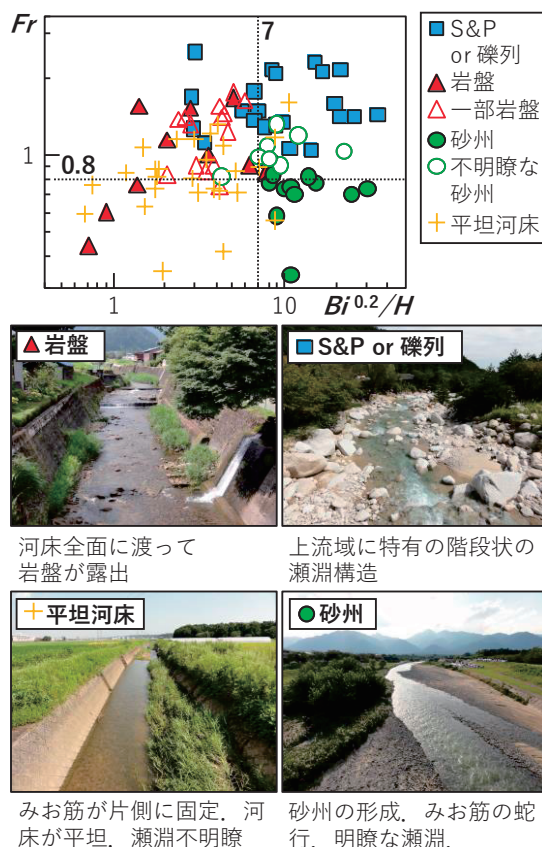 Fr
7
1
0.8
1
10
Bi^0.2/H
S&P
or 礫列
岩盤
一部岩盤
砂州
不明瞭な
砂州
平坦河床
岩盤
S&P or 礫列
河床全面に渡って
岩盤が露出
上流域に特有の階段状の
瀬淵構造
平坦河床
砂州
みお筋が片側に固定．河
床が平坦．瀬淵不明瞭
砂州の形成．みお筋の蛇
行．明瞭な瀬淵．